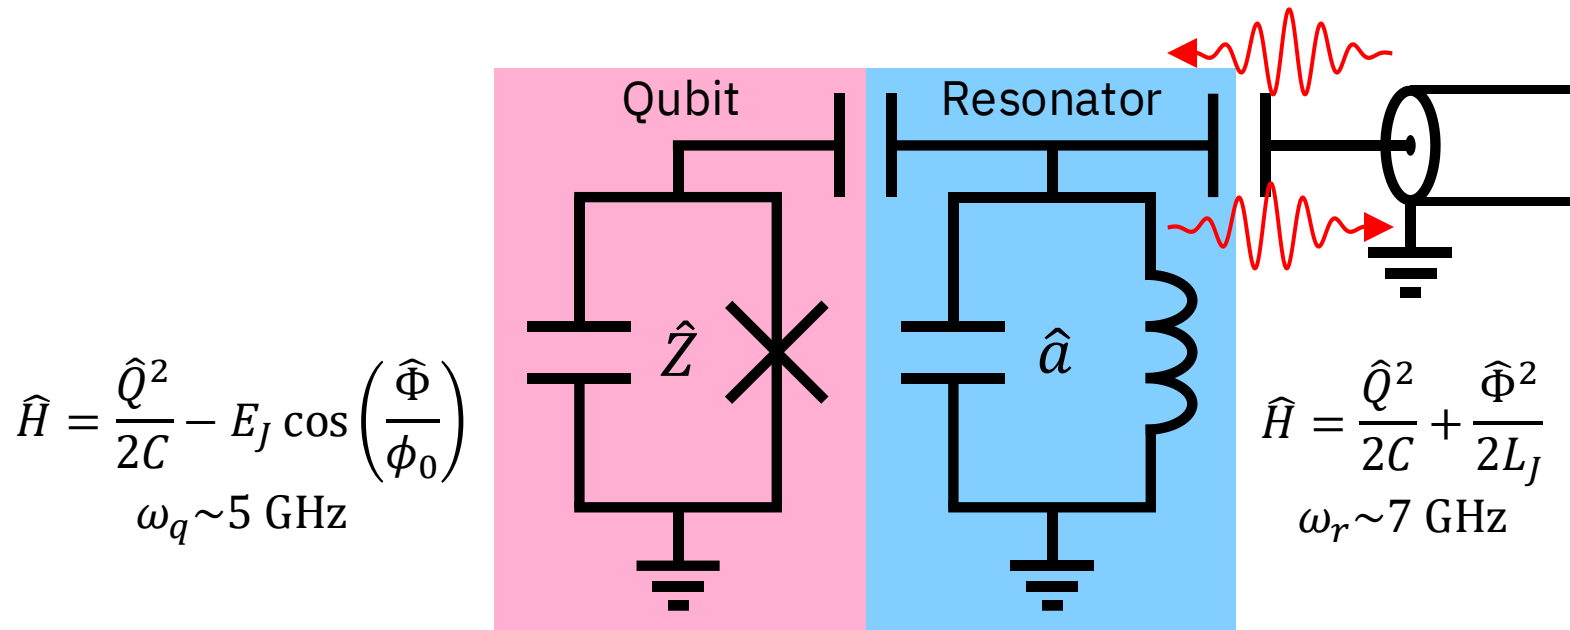 Qubit
Resonator
Ĥ = Q̂²/2C − E_J cos(Φ̂/ϕ₀)
ω_q~5 GHz
Ẑ
â
Ĥ = Q̂²/2C + Φ̂²/2L_J
ω_r~7 GHz